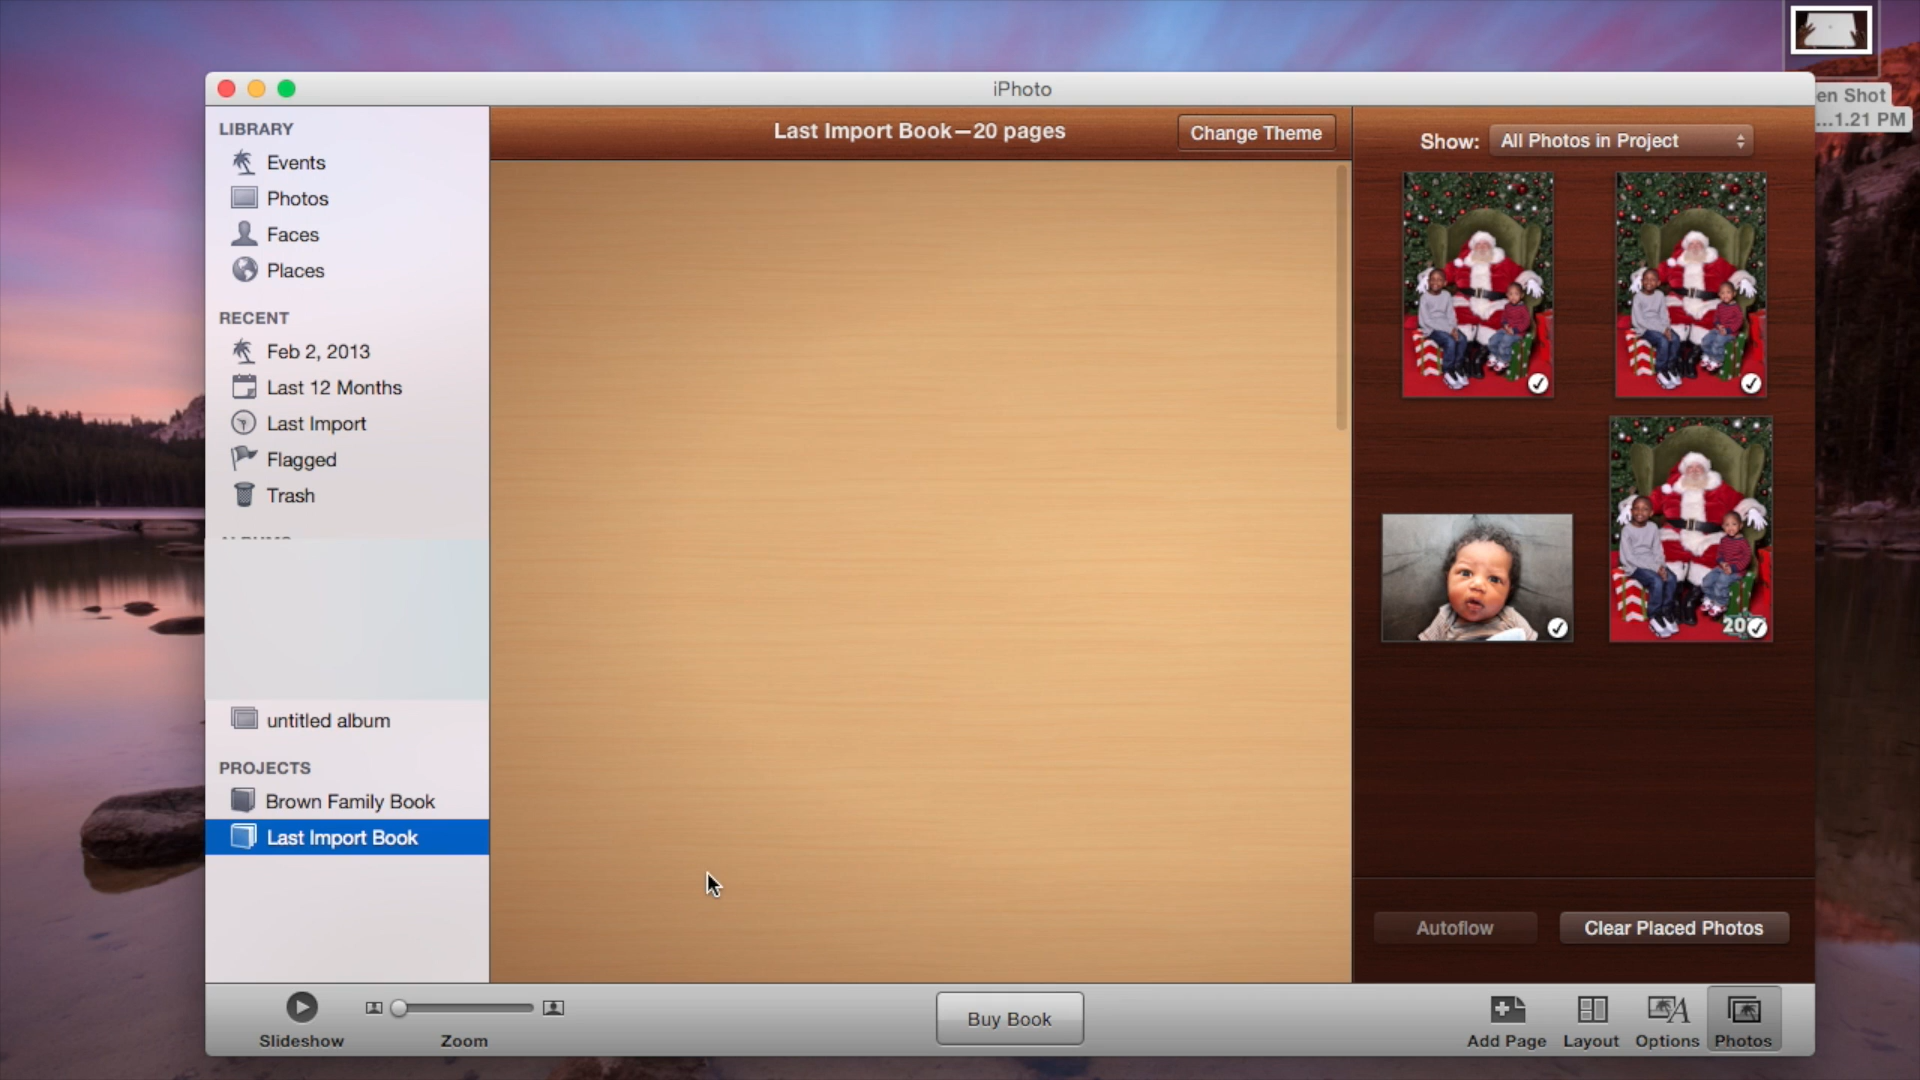 en Shot
...1.21 PM
iPhoto
LIBRARY
Events
Photos
Faces
Places
RECENT
Feb 2, 2013
Last 12 Months
Last Import
Flagged
Trash
untitled album
PROJECTS
Brown Family Book
Last Import Book
Last Import Book—20 pages
Change Theme
Show: All Photos in Project
20
Autoflow
Clear Placed Photos
Slideshow
Zoom
Buy Book
Add Page
Layout
Options
Photos